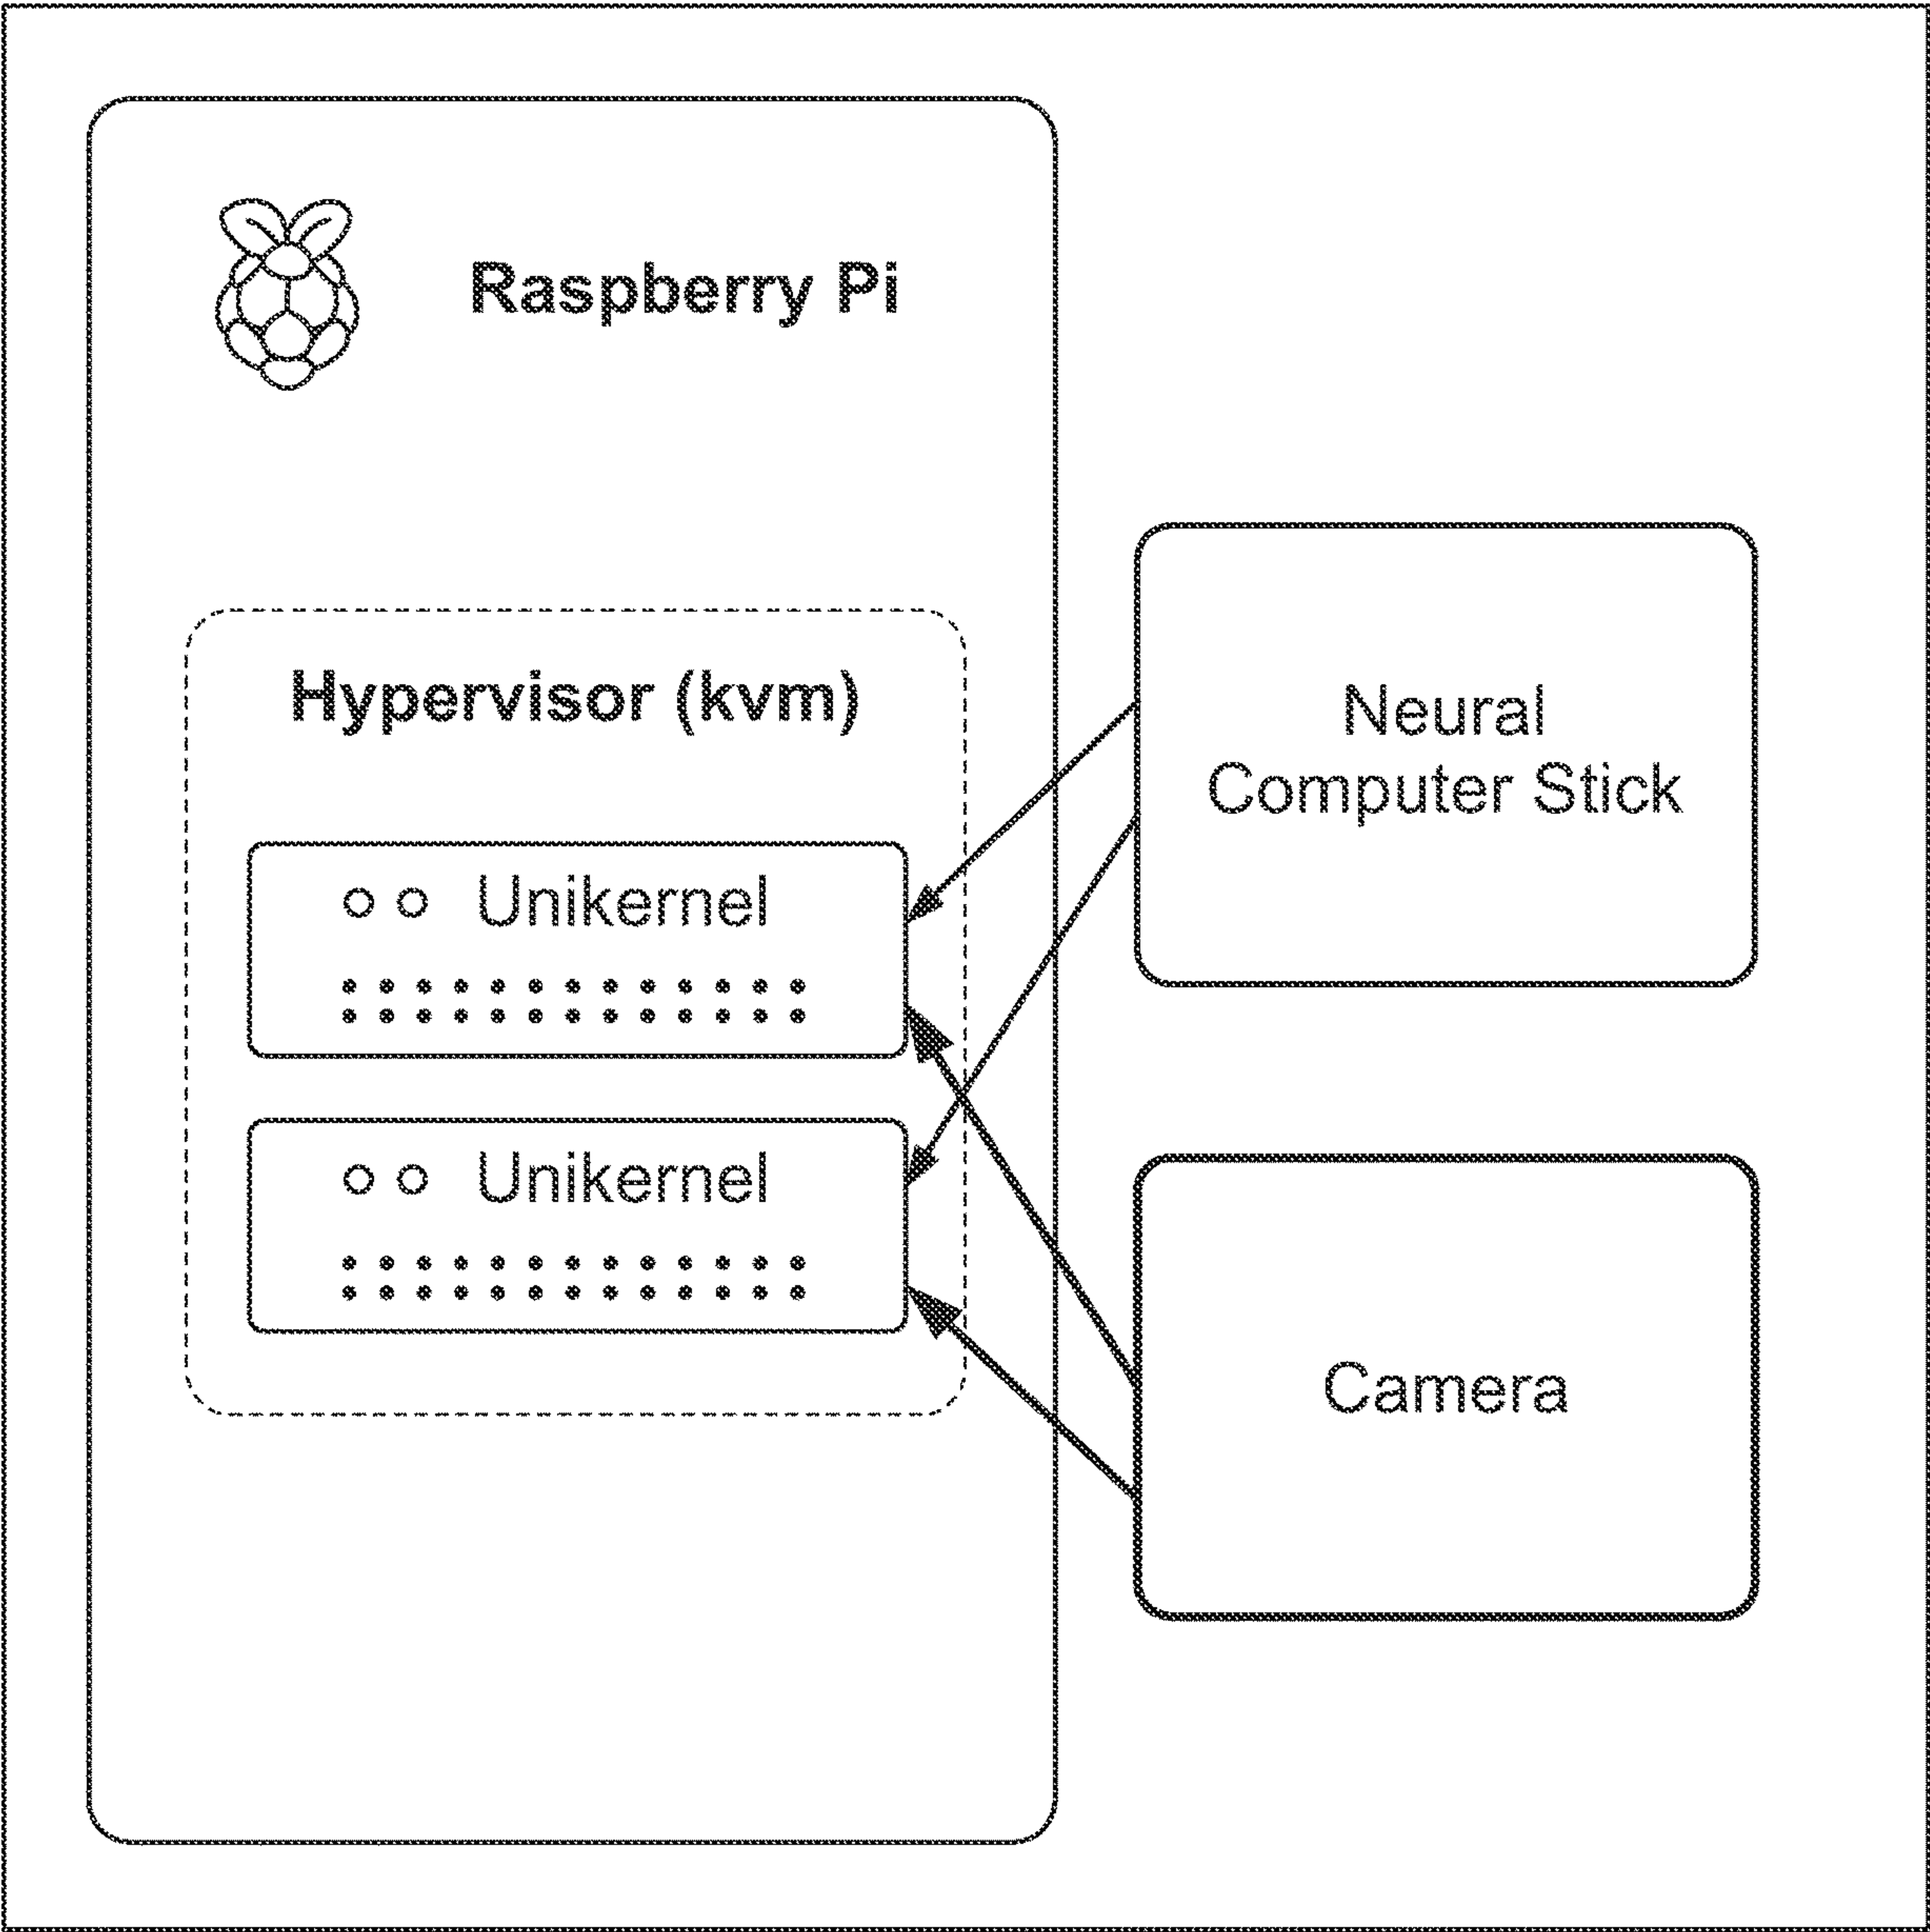 Raspberry Pi
Hypervisor (kvm)
Unikernel
Unikernel
Neural
Computer Stick
Camera